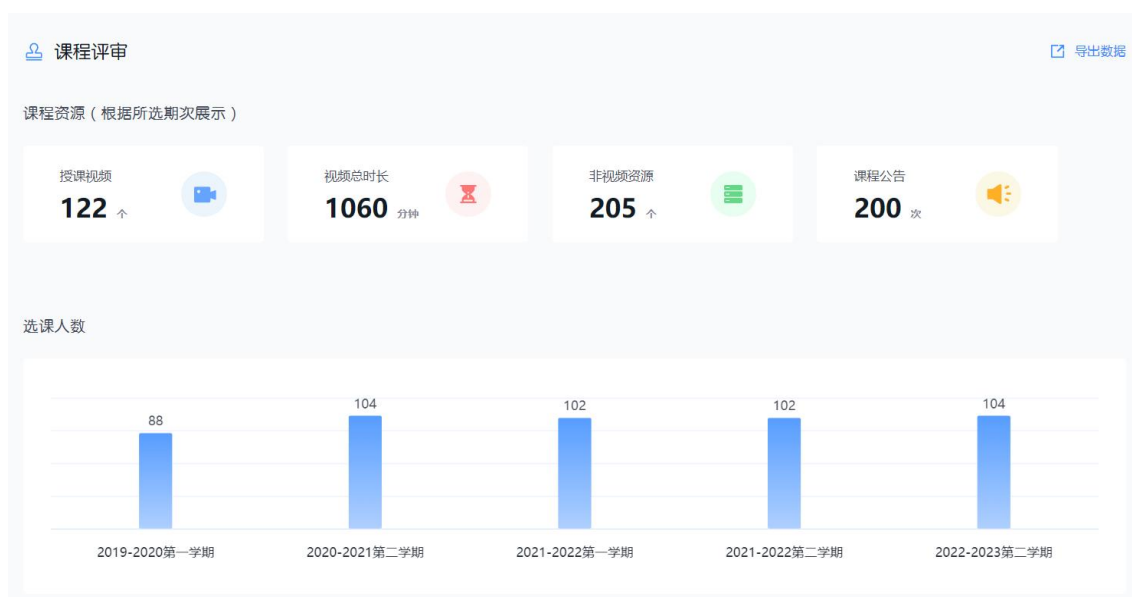 课程评审
导出数据
课程资源（根据所选期次展示）
授课视频
122 个
视频总时长
1060 分钟
非视频资源
205 个
课程公告
200 次
选课人数
88
104
102
102
104
2019-2020第一学期
2020-2021第二学期
2021-2022第一学期
2021-2022第二学期
2022-2023第二学期